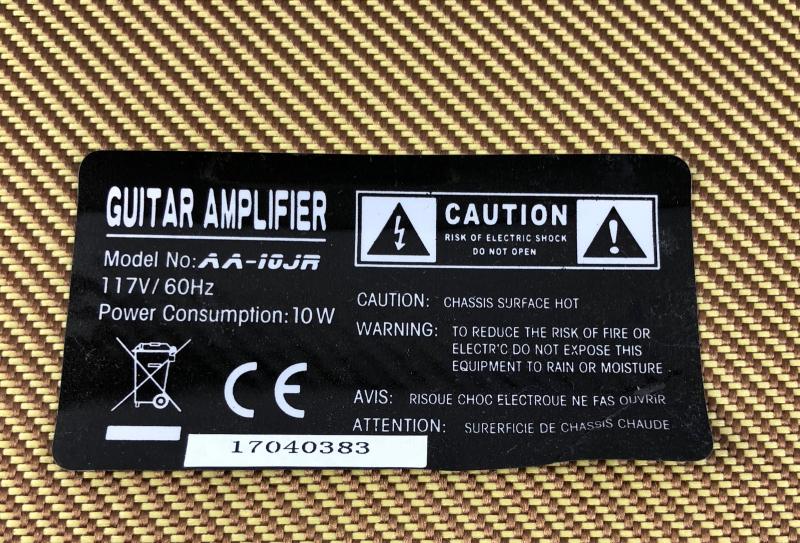 GUITAR AMPLIFIER
Model No: AA-10JR
117V/ 60Hz
Power Consumption: 10W
CE
17040383
CAUTION
RISK OF ELECTRIC SHOCK
DO NOT OPEN
CAUTION: CHASSIS SURFACE HOT
WARNING: TO REDUCE THE RISK OF FIRE OR
ELECTR'C DO NOT EXPOSE THIS
EQUIPMENT TO RAIN OR MOISTURE
AVIS: RISOUE CHOC ELECTROUE NE FAS OUVRIR
ATTENTION: SURERFICIE DE CHASSIS CHAUDE